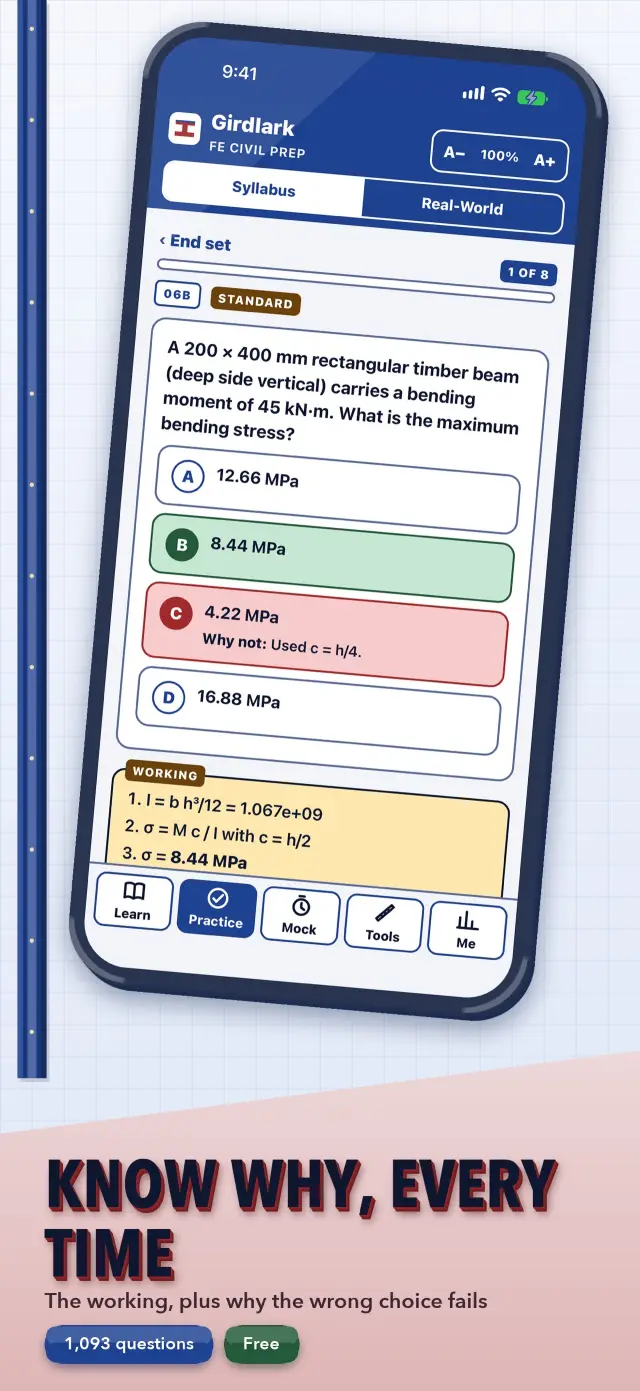 9:41
Girdlark
FE CIVIL PREP
A− 100% A+
Syllabus
Real-World
‹ End set
1 OF 8
06B
STANDARD
A 200 × 400 mm rectangular timber beam
(deep side vertical) carries a bending
moment of 45 kN·m. What is the maximum
bending stress?
A 12.66 MPa
B 8.44 MPa
C 4.22 MPa
Why not: Used c = h/4.
D 16.88 MPa
WORKING
1. I = b h³/12 = 1.067e+09
2. σ = M c / I with c = h/2
3. σ = 8.44 MPa
Learn
Practice
Mock
Tools
Me
KNOW WHY, EVERY
TIME
The working, plus why the wrong choice fails
1,093 questions
Free